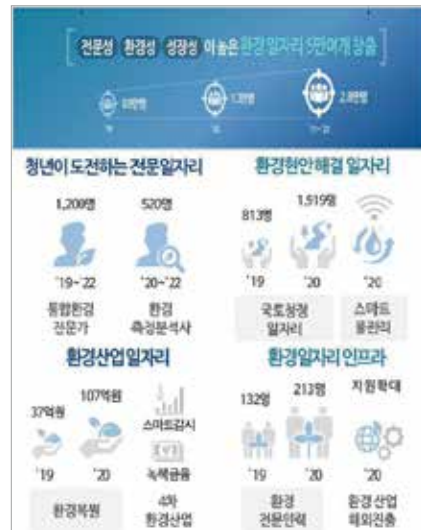 전문성 환경성 성장성 이 높은 환경 일자리 5만여개 창출
'19
'20
청년이 도전하는 전문일자리
1,200명 520명
'19~'22 '20~'22
통합환경 환경
전문가 측정분석사
환경현안 해결 일자리
813명 1,519명
'19 '20 '20
국토청정 스마트
일자리 물관리
환경산업 일자리
37억원 107억원
스마트감시
녹색금융
'19 '20
환경복원 4차
환경산업
환경일자리 인프라
132명 213명 지원확대
'19 '20 '20
환경 환경 산업
전문인력 해외진출